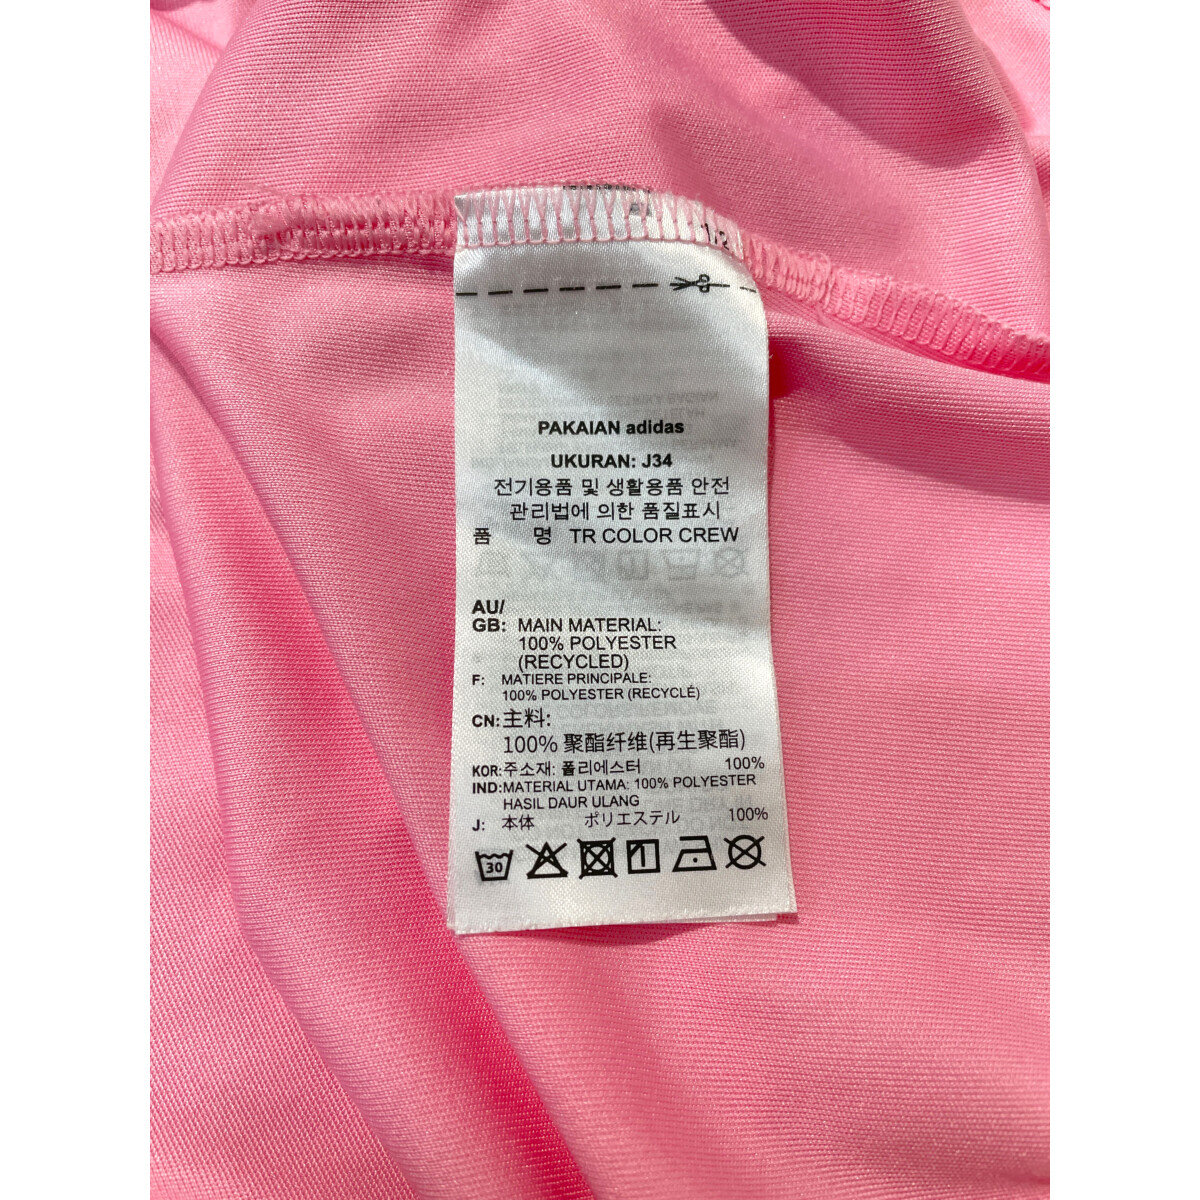 PAKAIAN adidas
UKURAN: J34
전기용품 및 생활용품 안전
관리법에 의한 품질표시
품 명 TR COLOR CREW
AU/
GB: MAIN MATERIAL:
100% POLYESTER
(RECYCLED)
F: MATIERE PRINCIPALE:
100% POLYESTER (RECYCLÉ)
CN: 主料:
100% 聚酯纤维(再生聚酯)
KOR: 주소재: 폴리에스터 100%
IND: MATERIAL UTAMA: 100% POLYESTER
HASIL DAUR ULANG
J: 本体 ポリエステル 100%
30